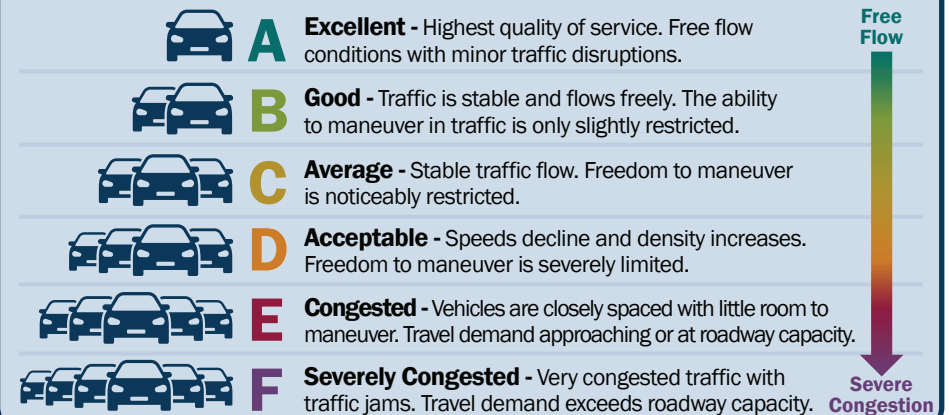 A
Excellent - Highest quality of service. Free flow
conditions with minor traffic disruptions.
Free
Flow
B
Good - Traffic is stable and flows freely. The ability
to maneuver in traffic is only slightly restricted.
C
Average - Stable traffic flow. Freedom to maneuver
is noticeably restricted.
D
Acceptable - Speeds decline and density increases.
Freedom to maneuver is severely limited.
E
Congested - Vehicles are closely spaced with little room to
maneuver. Travel demand approaching or at roadway capacity.
F
Severely Congested - Very congested traffic with
traffic jams. Travel demand exceeds roadway capacity.
Severe
Congestion